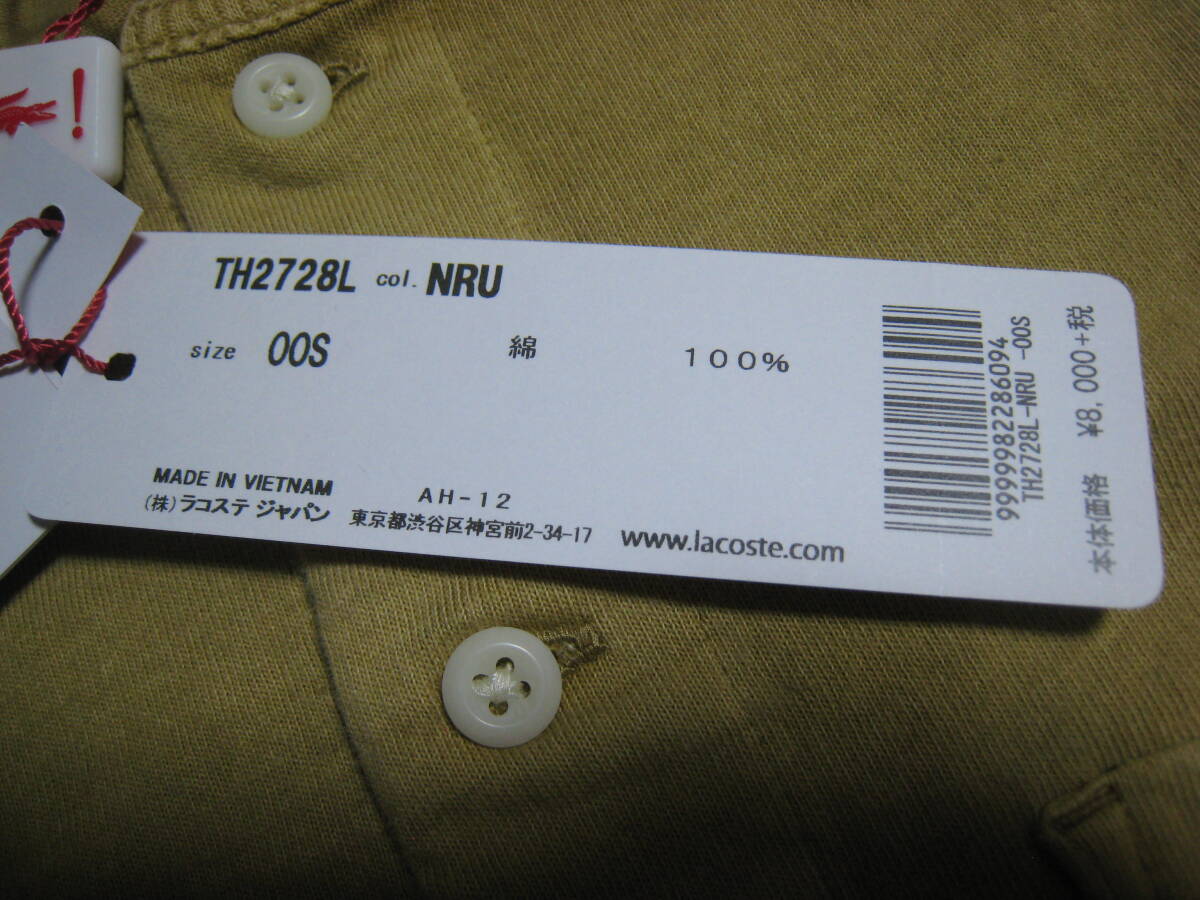 !
TH2728L col. NRU
size 00S 綿 100%
MADE IN VIETNAM AH-12
(株)ラコステ ジャパン 東京都渋谷区神宮前2-34-17 www.lacoste.com
9999982286094
TH2728L-NRU -00S
本体価格 ¥8,000+税